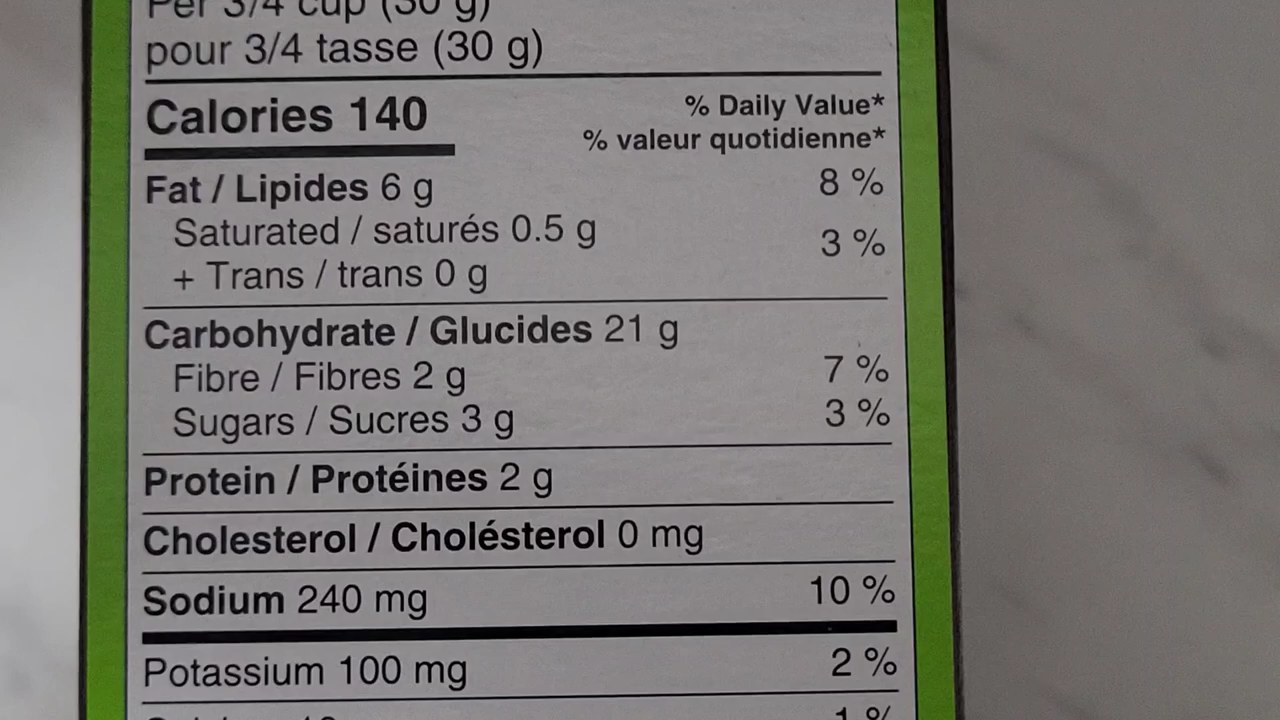 Per 3/4 cup (30 g)
pour 3/4 tasse (30 g)
Calories 140
% Daily Value*
% valeur quotidienne*
Fat / Lipides 6 g 8 %
Saturated / saturés 0.5 g
+ Trans / trans 0 g 3 %
Carbohydrate / Glucides 21 g
Fibre / Fibres 2 g 7 %
Sugars / Sucres 3 g 3 %
Protein / Protéines 2 g
Cholesterol / Cholésterol 0 mg
Sodium 240 mg 10 %
Potassium 100 mg 2 %
1 %